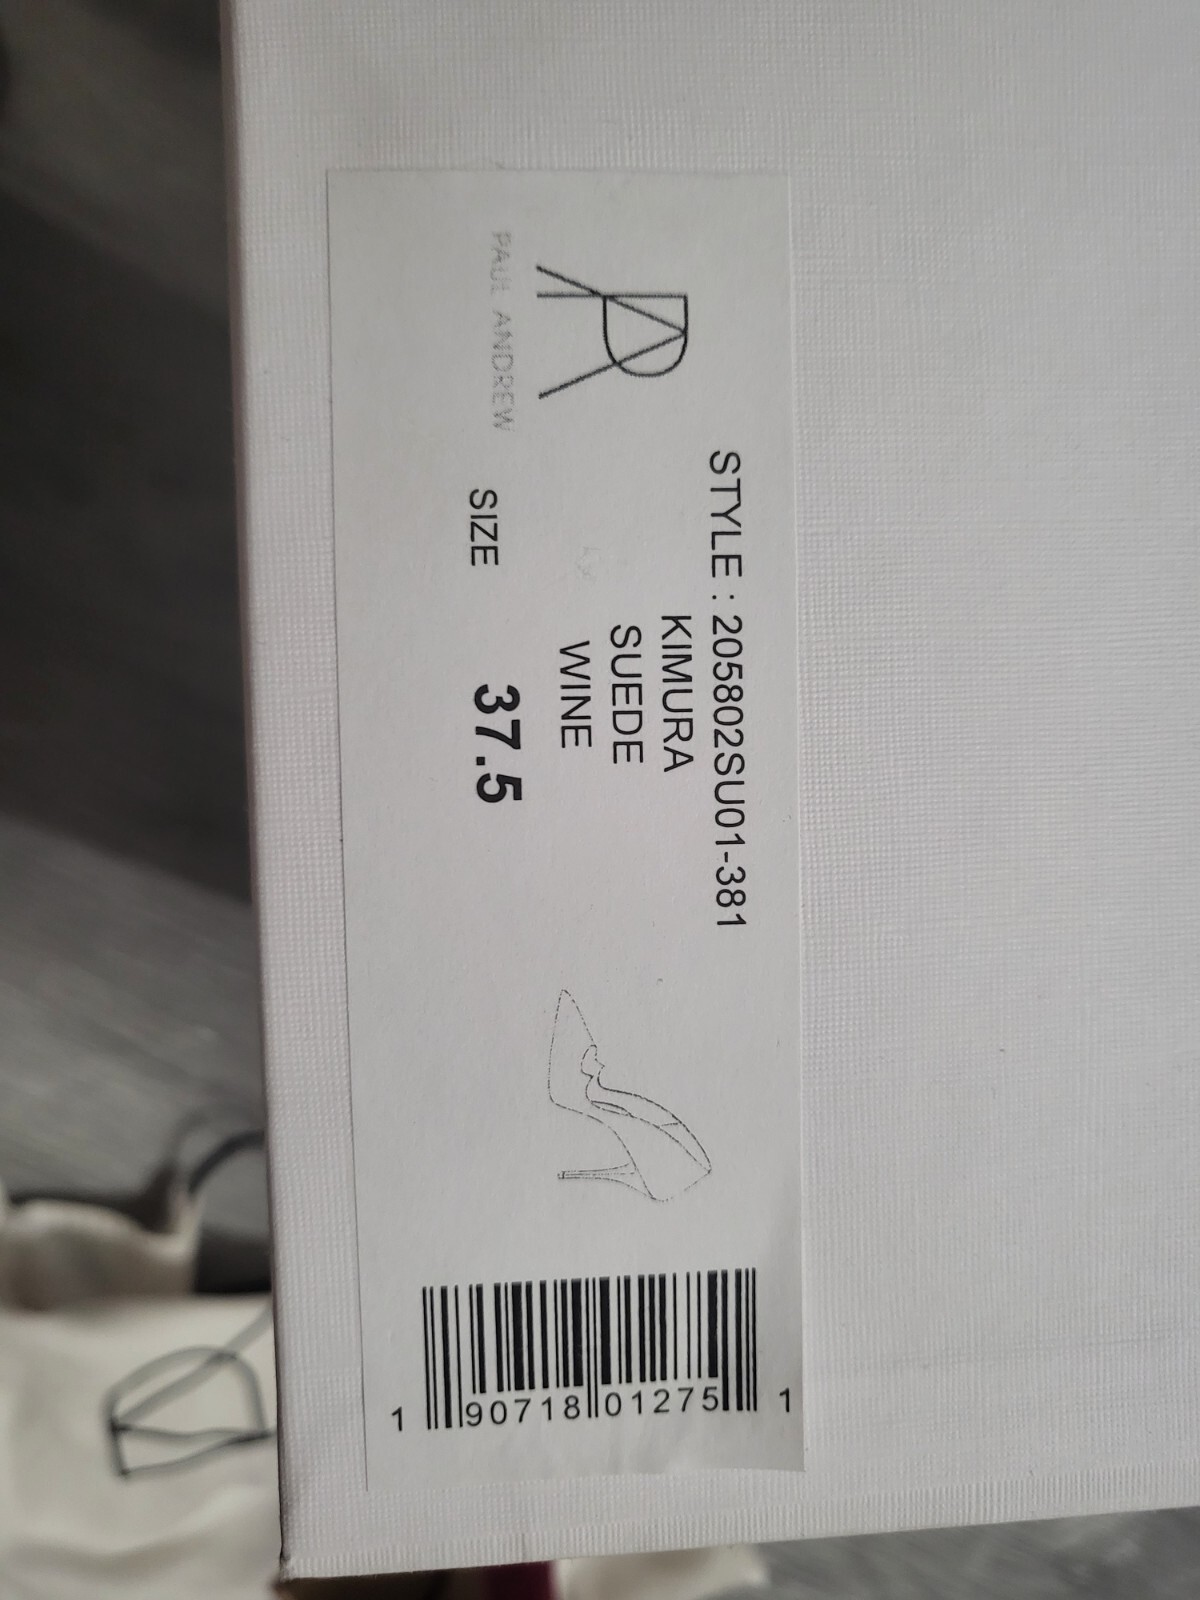 STYLE : 205802SU01-381
KIMURA
SUEDE
WINE
PAUL ANDREW
SIZE 37.5
1 90718 01275 1